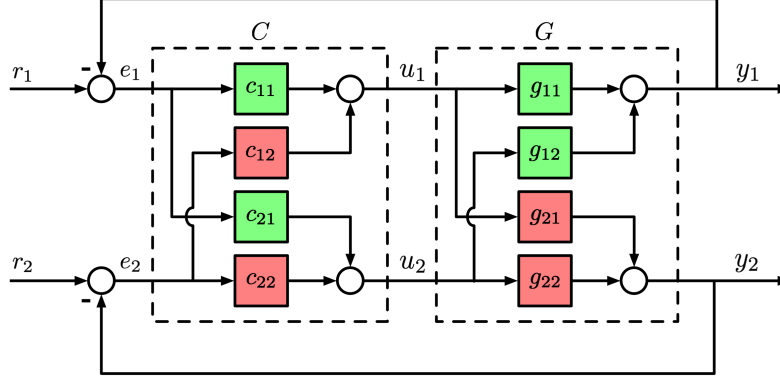 C G
- r₁ e₁ c₁₁ u₁ g₁₁ y₁
c₁₂ g₁₂
c₂₁ g₂₁
r₂ e₂ c₂₂ u₂ g₂₂ y₂
-